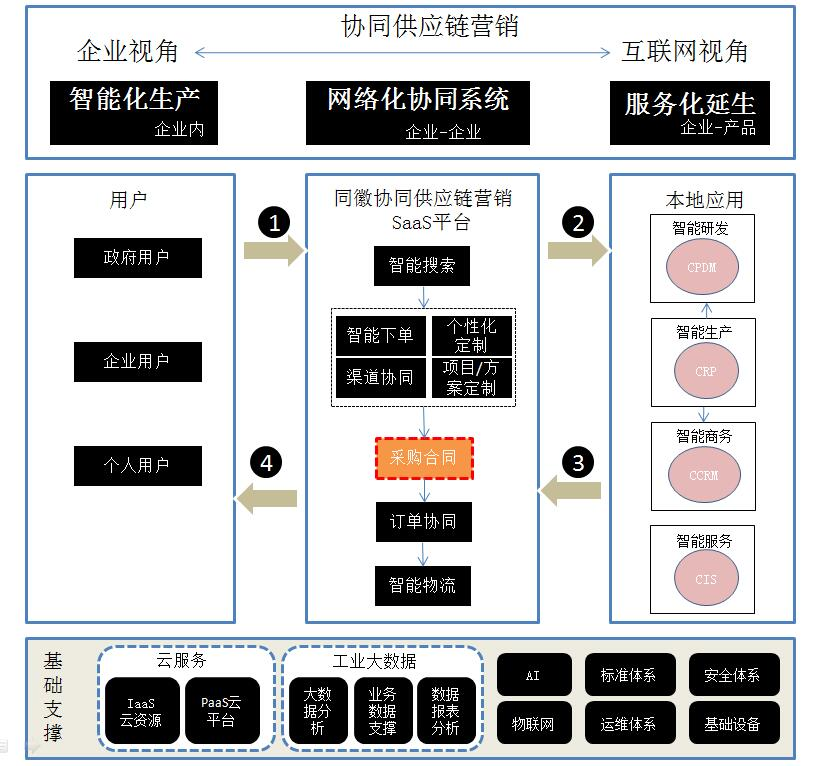 协同供应链营销
企业视角
互联网视角
智能化生产
企业内
网络化协同系统
企业-企业
服务化延生
企业-产品
用户
政府用户
企业用户
个人用户
1
4
同徽协同供应链营销
SaaS平台
智能搜索
智能下单
个性化
定制
渠道协同
项目/方
案定制
采购合同
订单协同
智能物流
2
3
本地应用
智能研发
CPDM
智能生产
CRP
智能商务
CCRM
智能服务
CIS
基
础
支
撑
云服务
IaaS
云资源
PaaS云
平台
工业大数据
大数
据分
析
业务
数据
支撑
数据
报表
分析
AI
标准体系
安全体系
物联网
运维体系
基础设备